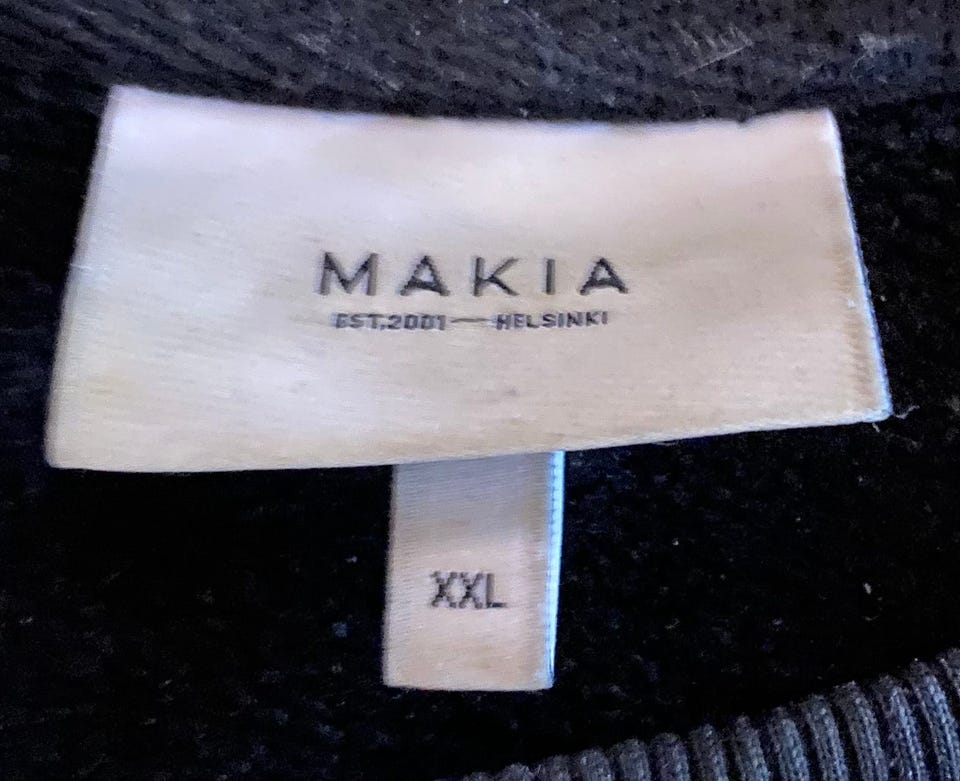 MAKIA
EST.2001 — HELSINKI
XXL